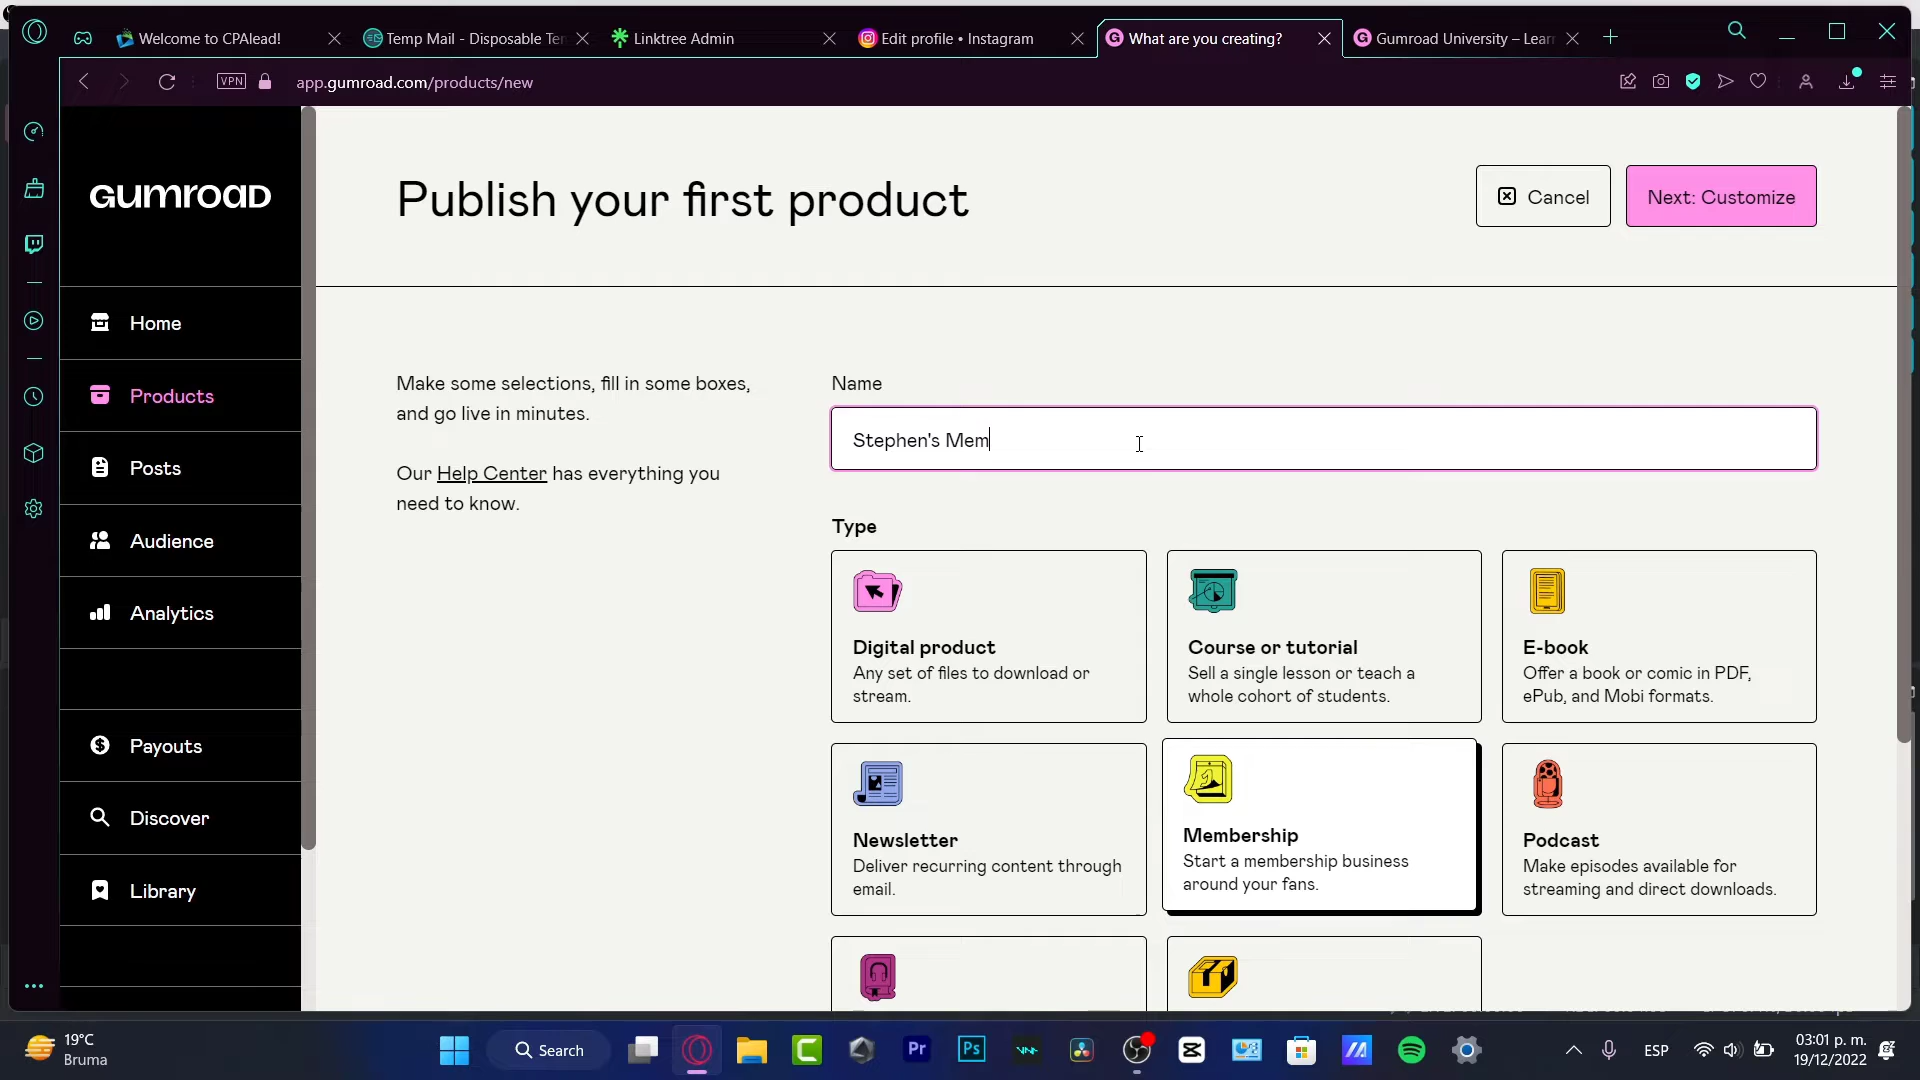 Welcome to CPAlead!
Temp Mail - Disposable Ter
Linktree Admin
Edit profile • Instagram
What are you creating?
Gumroad University – Lear
VPN
app.gumroad.com/products/new
GUMROAD
Publish your first product
Cancel
Next: Customize
Home
Products
Posts
Audience
Analytics
Payouts
Discover
Library
Make some selections, fill in some boxes,
and go live in minutes.
Our Help Center has everything you
need to know.
Name
Stephen's Mem
Type
Digital product
Any set of files to download or
stream.
Course or tutorial
Sell a single lesson or teach a
whole cohort of students.
E-book
Offer a book or comic in PDF,
ePub, and Mobi formats.
Newsletter
Deliver recurring content through
email.
Membership
Start a membership business
around your fans.
Podcast
Make episodes available for
streaming and direct downloads.
19°C
Bruma
Search
Pr
Ps
ESP
03:01 p. m.
19/12/2022